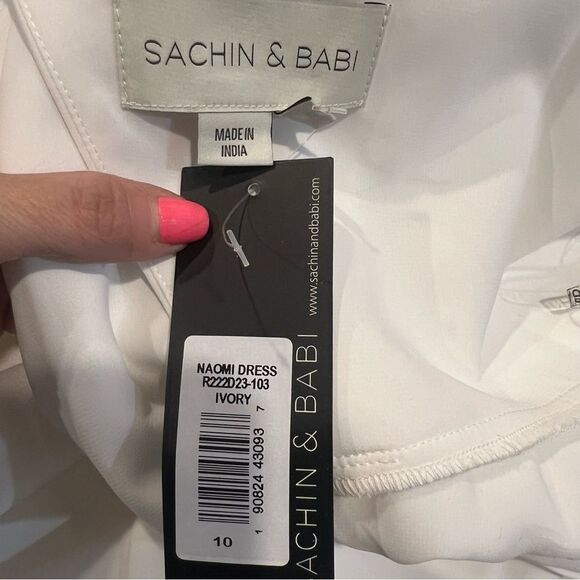 SACHIN & BABI
MADE IN
INDIA
www.sachinandbabi.com
ACHIN & BABI
NAOMI DRESS
R222D23-103
IVORY
1 90824 43093 7
10